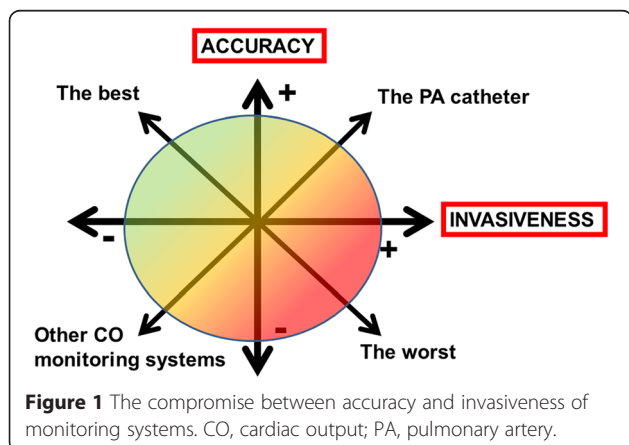 ACCURACY
The best
+
The PA catheter
INVASIVENESS
-
+
Other CO
monitoring systems
-
The worst
Figure 1 The compromise between accuracy and invasiveness of
monitoring systems. CO, cardiac output; PA, pulmonary artery.